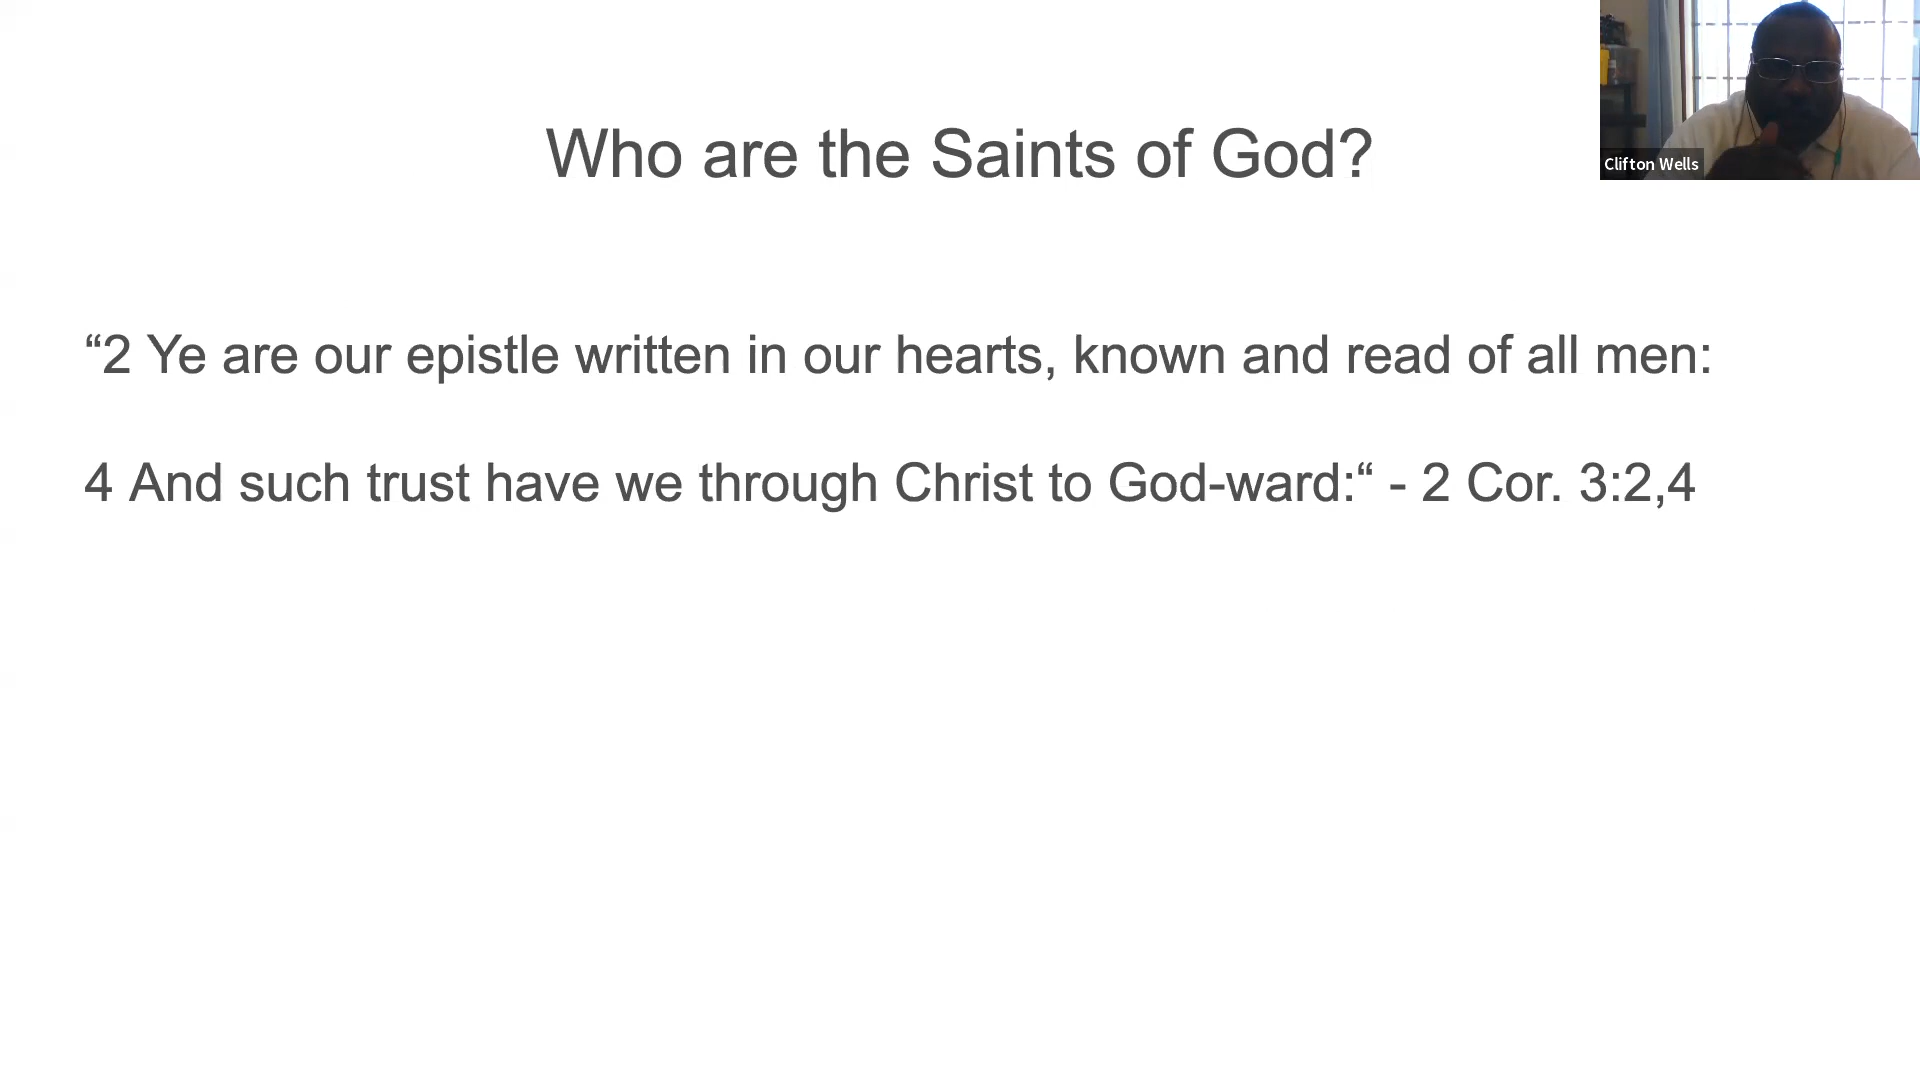 Who are the Saints of God?
Clifton Wells
“2 Ye are our epistle written in our hearts, known and read of all men:
4 And such trust have we through Christ to God-ward:“ - 2 Cor. 3:2,4